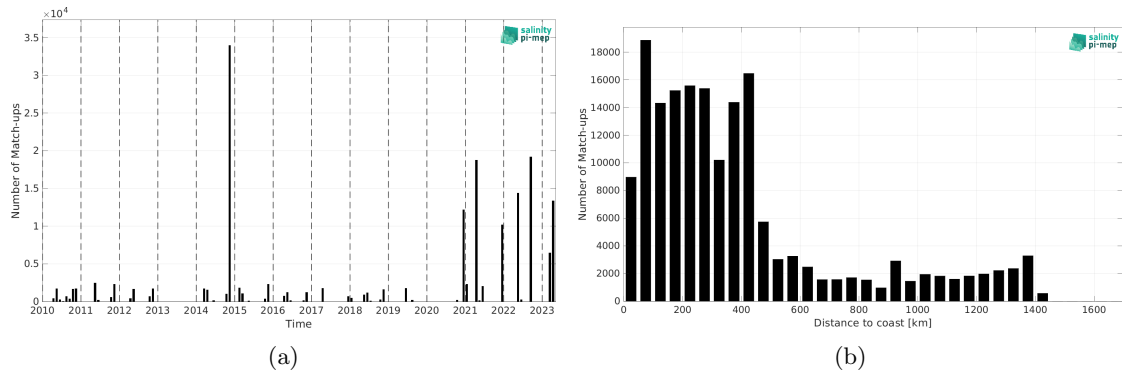 ×10⁴
3.5
3
2.5
2
1.5
1
0.5
0
Number of Match-ups
2010 2011 2012 2013 2014 2015 2016 2017 2018 2019 2020 2021 2022 2023
Time
salinity
pi-mep
(a)
18000
16000
14000
12000
10000
8000
6000
4000
2000
0
Number of Match-ups
0 200 400 600 800 1000 1200 1400 1600
Distance to coast [km]
salinity
pi-mep
(b)